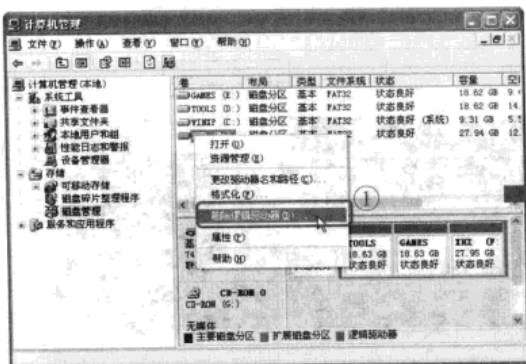 计算机管理
文件(F) 操作(A) 查看(V) 窗口(W) 帮助(H)
计算机管理(本地)
系统工具
事件查看器
共享文件夹
本地用户和组
性能日志和警报
设备管理器
存储
可移动存储
磁盘碎片整理程序
磁盘管理
服务和应用程序
卷 布局 类型 文件系统 状态 容量
GAMES (E:) 磁盘分区 基本 FAT32 状态良好 18.62 GB 9.
TOOLS (D:) 磁盘分区 基本 FAT32 状态良好 18.62 GB 14
WINXP (C:) 磁盘分区 基本 FAT32 状态良好 (系统) 9.31 GB 5.
状态良好 27.94 GB 12
打开(O)
资源管理(E)
更改驱动器名和路径(C)...
格式化(F)...
删除逻辑驱动器(D)...
属性(P)
帮助(H)
①
TOOLS
18.63 GB
状态良好
GAMES
18.63 GB
状态良好
27.95 GB
状态良好
CD-ROM 0
CD-ROM (G:)
无媒体
主要磁盘分区 扩展磁盘分区 逻辑驱动器